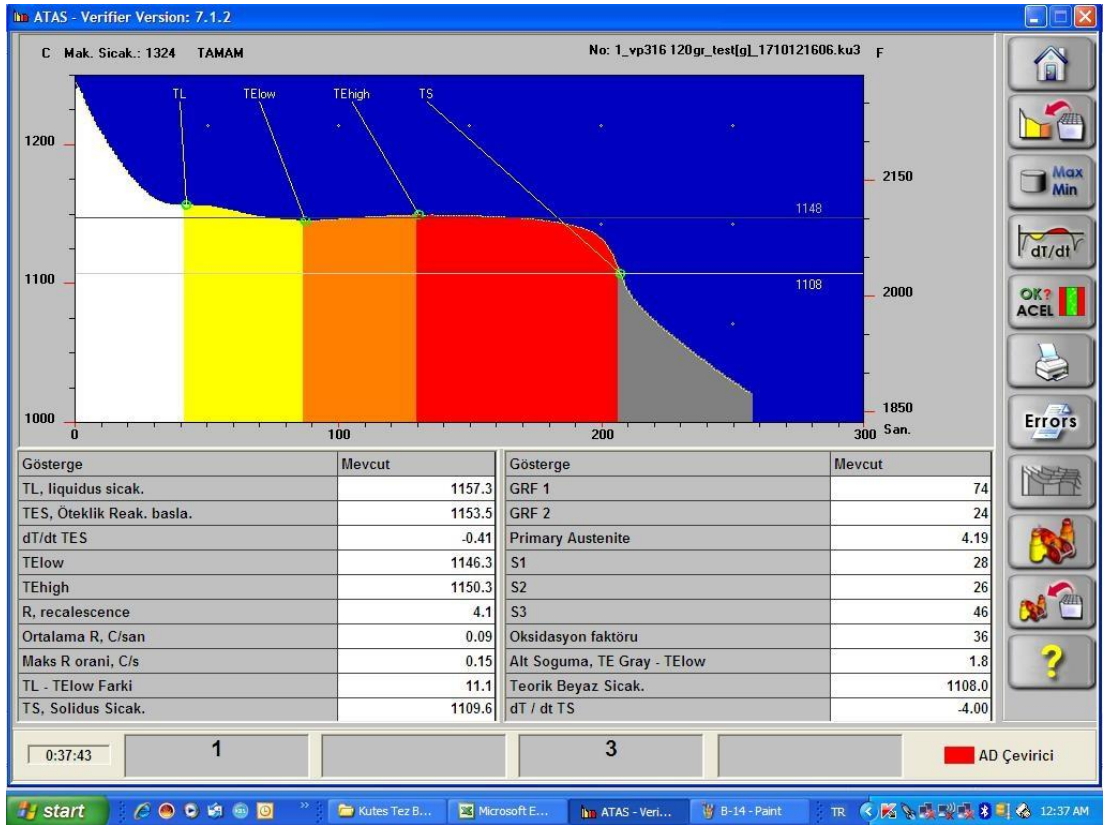 ATAS - Verifier Version: 7.1.2
C Mak. Sicak.: 1324 TAMAM No: 1_vp316 120gr_test[g]_1710121606.ku3 F
TL TElow TEhigh TS
1200
2150
Max
Min
1148
dT/dt
1100
1108
2000
OK?
ACEL
1000
1850
0 100 200 300 San.
Errors
Gösterge Mevcut Gösterge Mevcut
TL, liquidus sicak. 1157.3 GRF 1 74
TES, Öteklik Reak. basla. 1153.5 GRF 2 24
dT/dt TES -0.41 Primary Austenite 4.19
TElow 1146.3 S1 28
TEhigh 1150.3 S2 26
R, recalescence 4.1 S3 46
Ortalama R, C/san 0.09 Oksidasyon faktöru 36
Maks R orani, C/s 0.15 Alt Soguma, TE Gray - TElow 1.8
TL - TElow Farki 11.1 Teorik Beyaz Sicak. 1108.0
TS, Solidus Sicak. 1109.6 dT / dt TS -4.00
?
0:37:43 1 3 AD Çevirici
start » Kutes Tez B... Microsoft E... ATAS - Veri... B-14 - Paint TR 12:37 AM